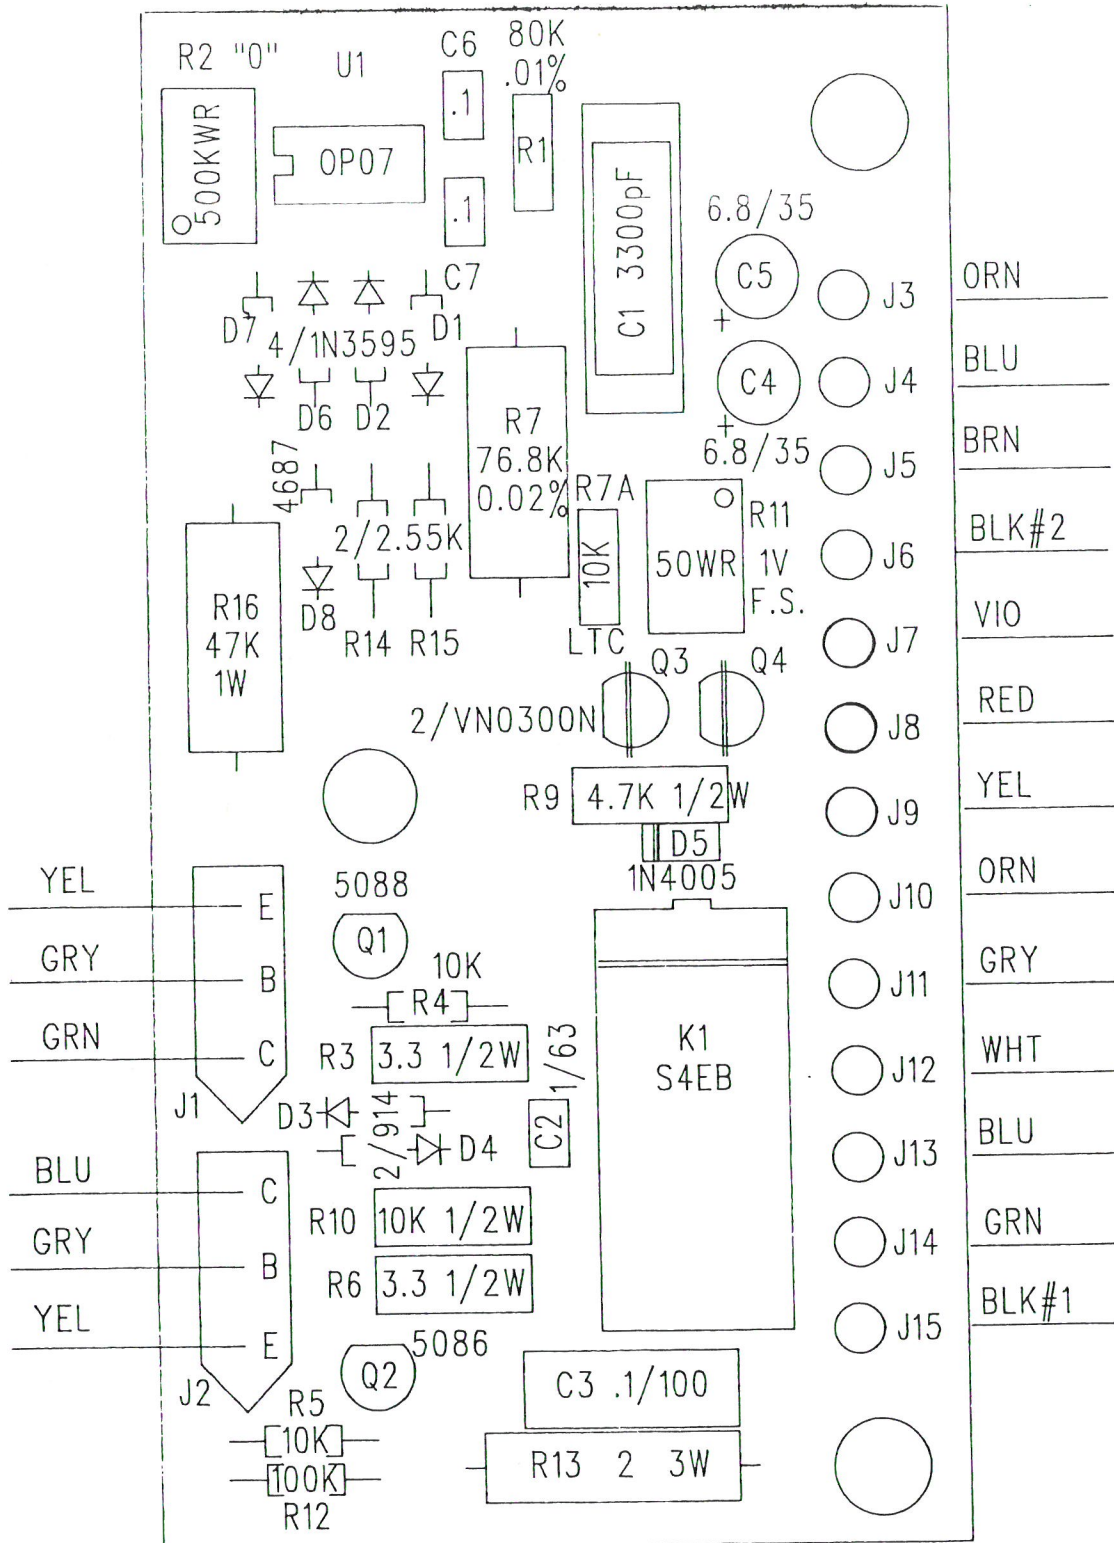 R2 "0"
U1
C6
80K
.01%
500KWR
OP07
.1
R1
.1
C7
C1 3300pF
6.8/35
C5
+
C4
+
6.8/35
J3
ORN
J4
BLU
J5
BRN
J6
BLK#2
J7
VIO
J8
RED
J9
YEL
J10
ORN
J11
GRY
J12
WHT
J13
BLU
J14
GRN
J15
BLK#1
D7
D1
4/1N3595
D6
D2
4687
D8
2/2.55K
R14
R15
R7
76.8K
0.02%
R7A
10K
LTC
50WR
R11
1V
F.S.
R16
47K
1W
Q3
Q4
2/VN0300N
R9
4.7K 1/2W
D5
1N4005
YEL
E
GRY
B
GRN
C
J1
5088
Q1
10K
R4
R3
3.3 1/2W
1/63
C2
K1
S4EB
D3
2/914
D4
BLU
C
GRY
B
YEL
E
J2
R10
10K 1/2W
R6
3.3 1/2W
5086
Q2
R5
10K
100K
R12
C3 .1/100
R13 2 3W